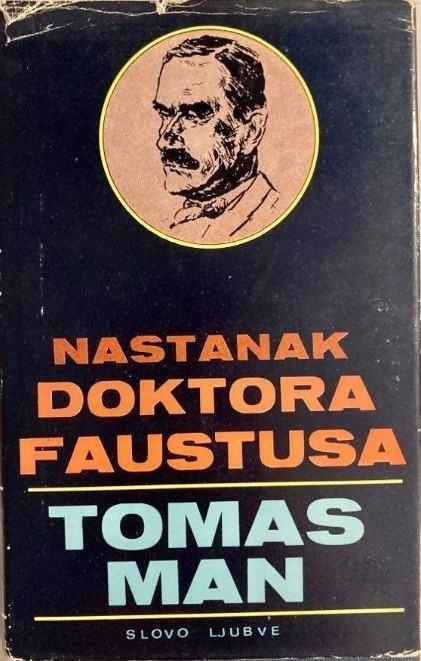 NASTANAK
DOKTORA
FAUSTUSA
TOMAS
MAN
SLOVO LJUBVE